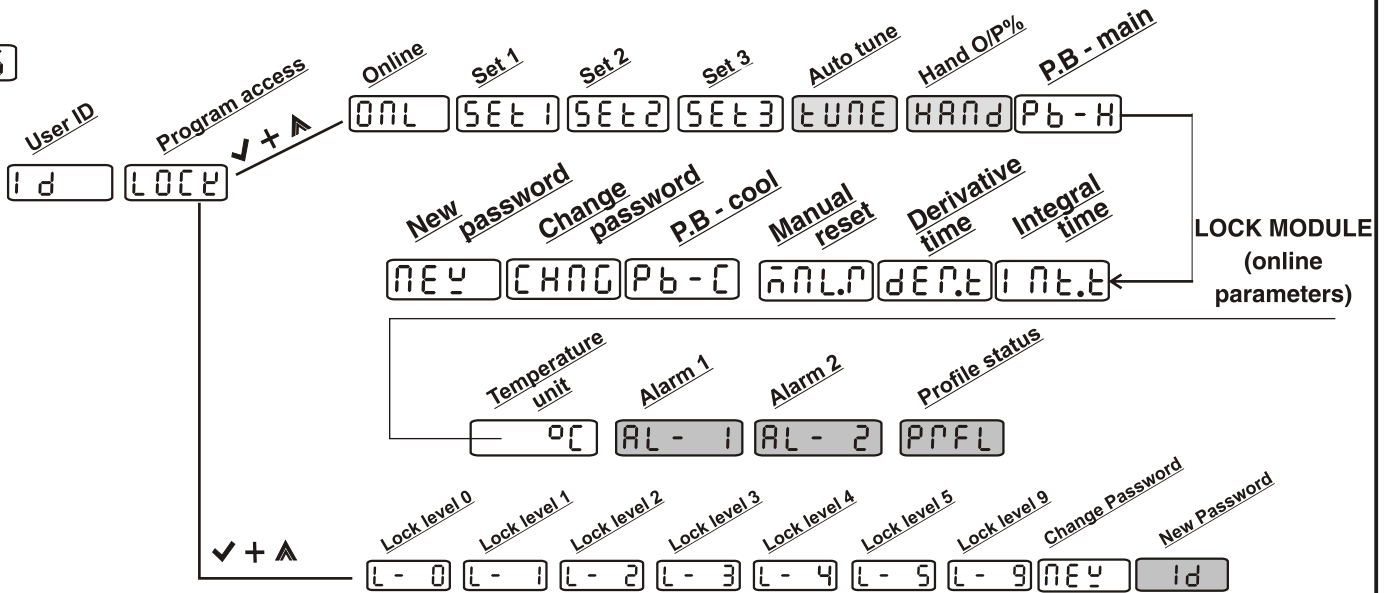 User ID
Program access
Online
Set 1
Set 2
Set 3
Auto tune
Hand O/P%
P.B - main
Id
LOCK
✓ + ⩓
ONL
SEt1
SEt2
SEt3
tUNE
HANd
Pb-H
New password
Change password
P.B - cool
Manual reset
Derivative time
Integral time
NEW
CHNG
Pb-C
MNL.R
dER.t
INt.t
LOCK MODULE
(online
parameters)
Temperature unit
Alarm 1
Alarm 2
Profile status
°C
AL- 1
AL- 2
PRFL
Lock level 0
Lock level 1
Lock level 2
Lock level 3
Lock level 4
Lock level 5
Lock level 9
Change Password
New Password
✓ + ⩓
L- 0
L- 1
L- 2
L- 3
L- 4
L- 5
L- 9
NEW
Id